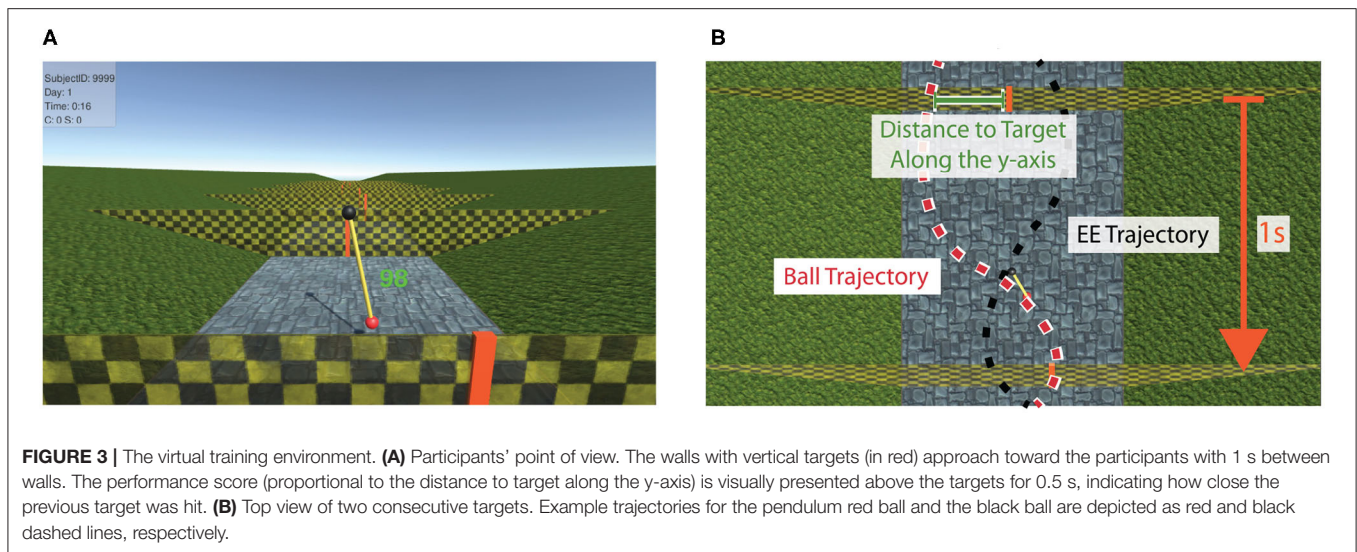 A
B
SubjectID: 9999
Day: 1
Time: 0:16
C: 0 S: 0
98
Distance to Target
Along the y-axis
EE Trajectory
1s
Ball Trajectory
FIGURE 3 | The virtual training environment. (A) Participants' point of view. The walls with vertical targets (in red) approach toward the participants with 1 s between
walls. The performance score (proportional to the distance to target along the y-axis) is visually presented above the targets for 0.5 s, indicating how close the
previous target was hit. (B) Top view of two consecutive targets. Example trajectories for the pendulum red ball and the black ball are depicted as red and black
dashed lines, respectively.